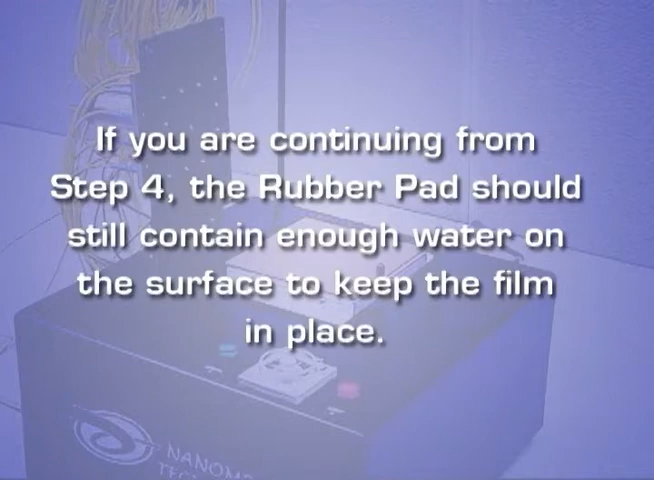 If you are continuing from
Step 4, the Rubber Pad should
still contain enough water on
the surface to keep the film
in place.